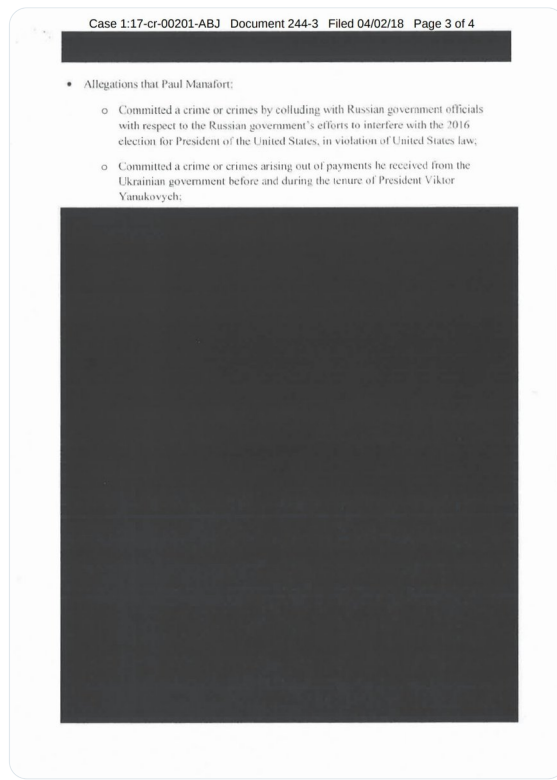 Case 1:17-cr-00201-ABJ Document 244-3 Filed 04/02/18 Page 3 of 4
• Allegations that Paul Manafort:
o Committed a crime or crimes by colluding with Russian government officials
with respect to the Russian government's efforts to interfere with the 2016
election for President of the United States, in violation of United States law;
o Committed a crime or crimes arising out of payments he received from the
Ukrainian government before and during the tenure of President Viktor
Yanukovych;